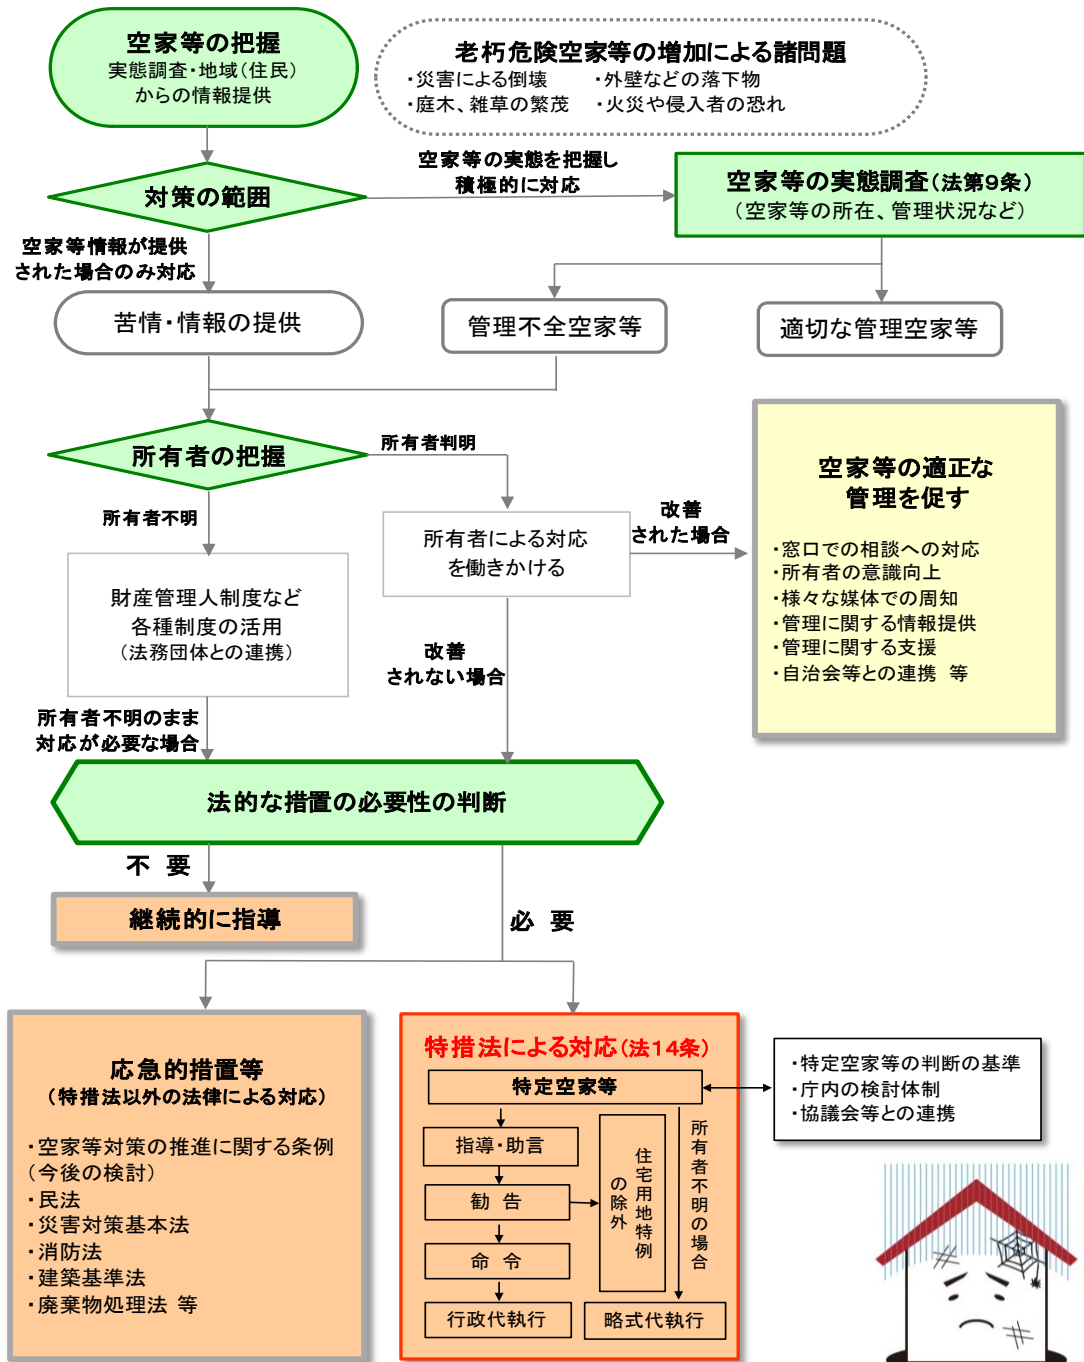 空家等の把握
実態調査・地域(住民)
からの情報提供
老朽危険空家等の増加による諸問題
・災害による倒壊　・外壁などの落下物
・庭木、雑草の繁茂　・火災や侵入者の恐れ
対策の範囲
空家等の実態を把握し
積極的に対応
空家等の実態調査(法第9条)
(空家等の所在、管理状況など)
空家等情報が提供
された場合のみ対応
苦情・情報の提供
管理不全空家等
適切な管理空家等
所有者の把握
所有者判明
所有者不明
所有者による対応
を働きかける
改善
された場合
空家等の適正な
管理を促す
・窓口での相談への対応
・所有者の意識向上
・様々な媒体での周知
・管理に関する情報提供
・管理に関する支援
・自治会等との連携 等
財産管理人制度など
各種制度の活用
(法務団体との連携)
改善
されない場合
所有者不明のまま
対応が必要な場合
法的な措置の必要性の判断
不 要
継続的に指導
必 要
応急的措置等
(特措法以外の法律による対応)
・空家等対策の推進に関する条例
(今後の検討)
・民法
・災害対策基本法
・消防法
・建築基準法
・廃棄物処理法 等
特措法による対応(法14条)
特定空家等
指導・助言
勧 告
命 令
行政代執行
住宅用地特例
の除外
所有者不明の場合
略式代執行
・特定空家等の判断の基準
・庁内の検討体制
・協議会等との連携